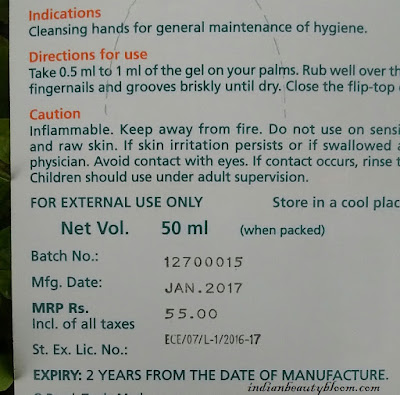 Indications
Cleansing hands for general maintenance of hygiene.
Directions for use
Take 0.5 ml to 1 ml of the gel on your palms. Rub well over th
fingernails and grooves briskly until dry. Close the flip-top
Caution
Inflammable. Keep away from fire. Do not use on sensi
and raw skin. If skin irritation persists or if swallowed a
physician. Avoid contact with eyes. If contact occurs, rinse t
Children should use under adult supervision.
FOR EXTERNAL USE ONLY Store in a cool plac
Net Vol. 50 ml (when packed)
Batch No.: 12700015
Mfg. Date: JAN.2017
MRP Rs. 55.00
Incl. of all taxes
St. Ex. Lic. No.: ECE/07/L-1/2016-17
EXPIRY: 2 YEARS FROM THE DATE OF MANUFACTURE.
indianbeautybloom.com